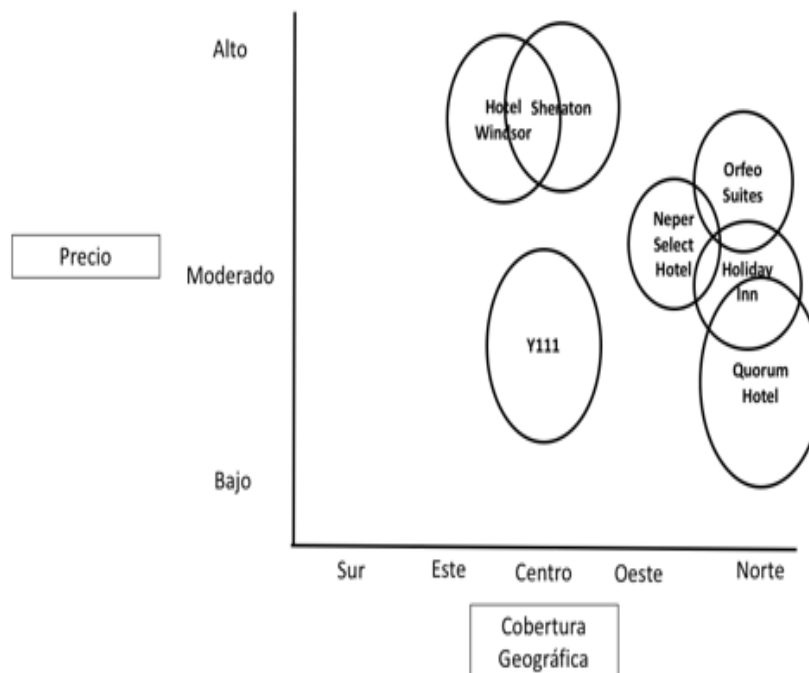 Alto
Hotel
Windsor
Sheraton
Orfeo
Suites
Neper
Select
Hotel
Precio
Moderado
Holiday
Inn
Y111
Quorum
Hotel
Bajo
Sur
Este
Centro
Oeste
Norte
Cobertura
Geográfica